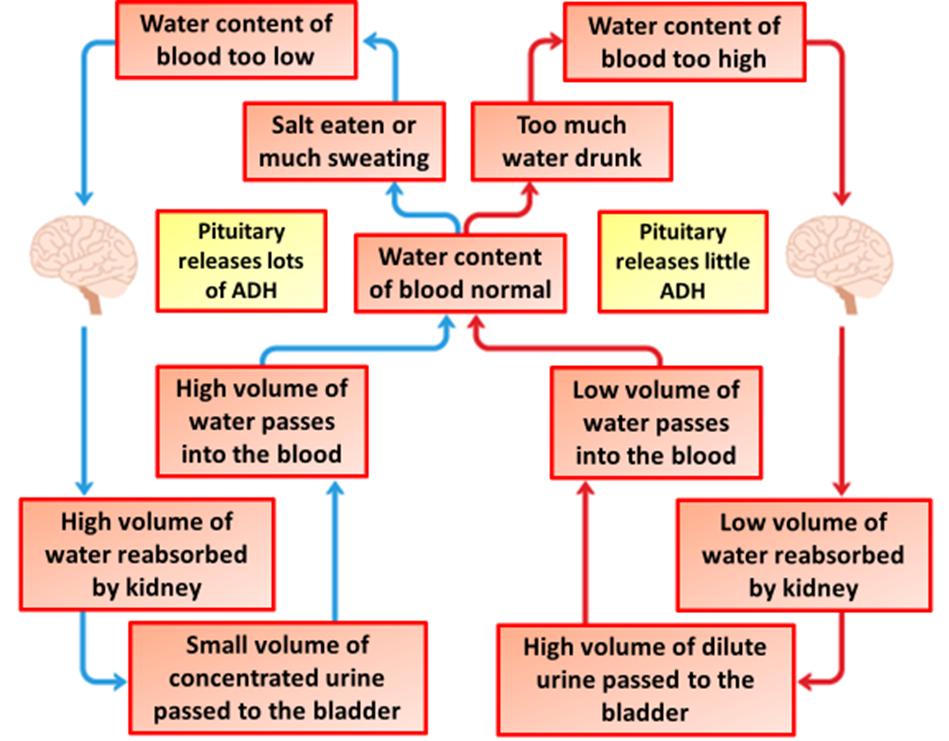 Water content of
blood too low
Water content of
blood too high
Salt eaten or
much sweating
Too much
water drunk
Pituitary
releases lots
of ADH
Water content
of blood normal
Pituitary
releases little
ADH
High volume of
water passes
into the blood
Low volume of
water passes
into the blood
High volume of
water reabsorbed
by kidney
Low volume of
water reabsorbed
by kidney
Small volume of
concentrated urine
passed to the bladder
High volume of dilute
urine passed to the
bladder